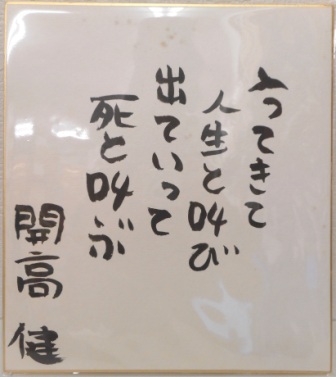 入ってきて
人生と叫び
出ていって
死と叫ぶ
開高健